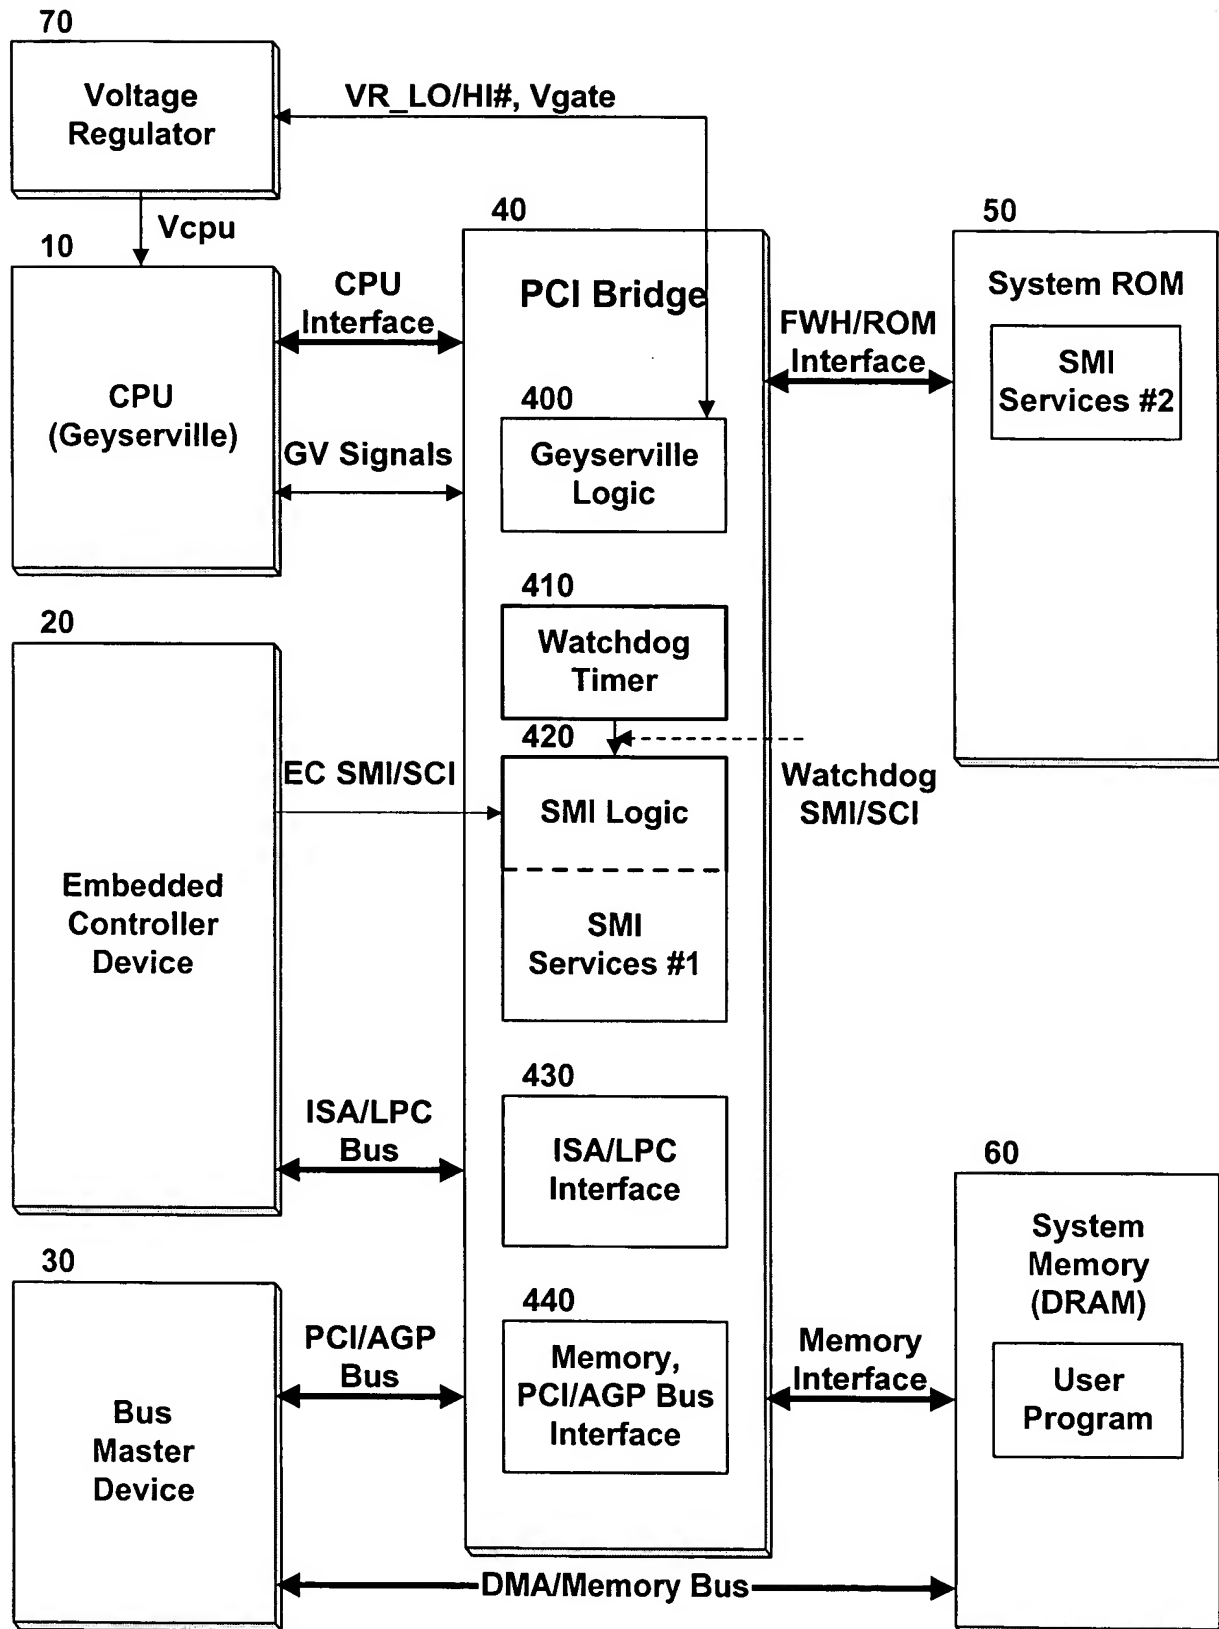 70
Voltage
Regulator
VR_LO/HI#, Vgate
Vcpu
10
CPU
(Geyserville)
CPU
Interface
GV Signals
40
PCI Bridge
400
Geyserville
Logic
410
Watchdog
Timer
420
SMI Logic
SMI
Services #1
Watchdog
SMI/SCI
430
ISA/LPC
Interface
440
Memory,
PCI/AGP Bus
Interface
50
System ROM
SMI
Services #2
FWH/ROM
Interface
20
Embedded
Controller
Device
EC SMI/SCI
ISA/LPC
Bus
30
Bus
Master
Device
PCI/AGP
Bus
DMA/Memory Bus
60
System
Memory
(DRAM)
User
Program
Memory
Interface